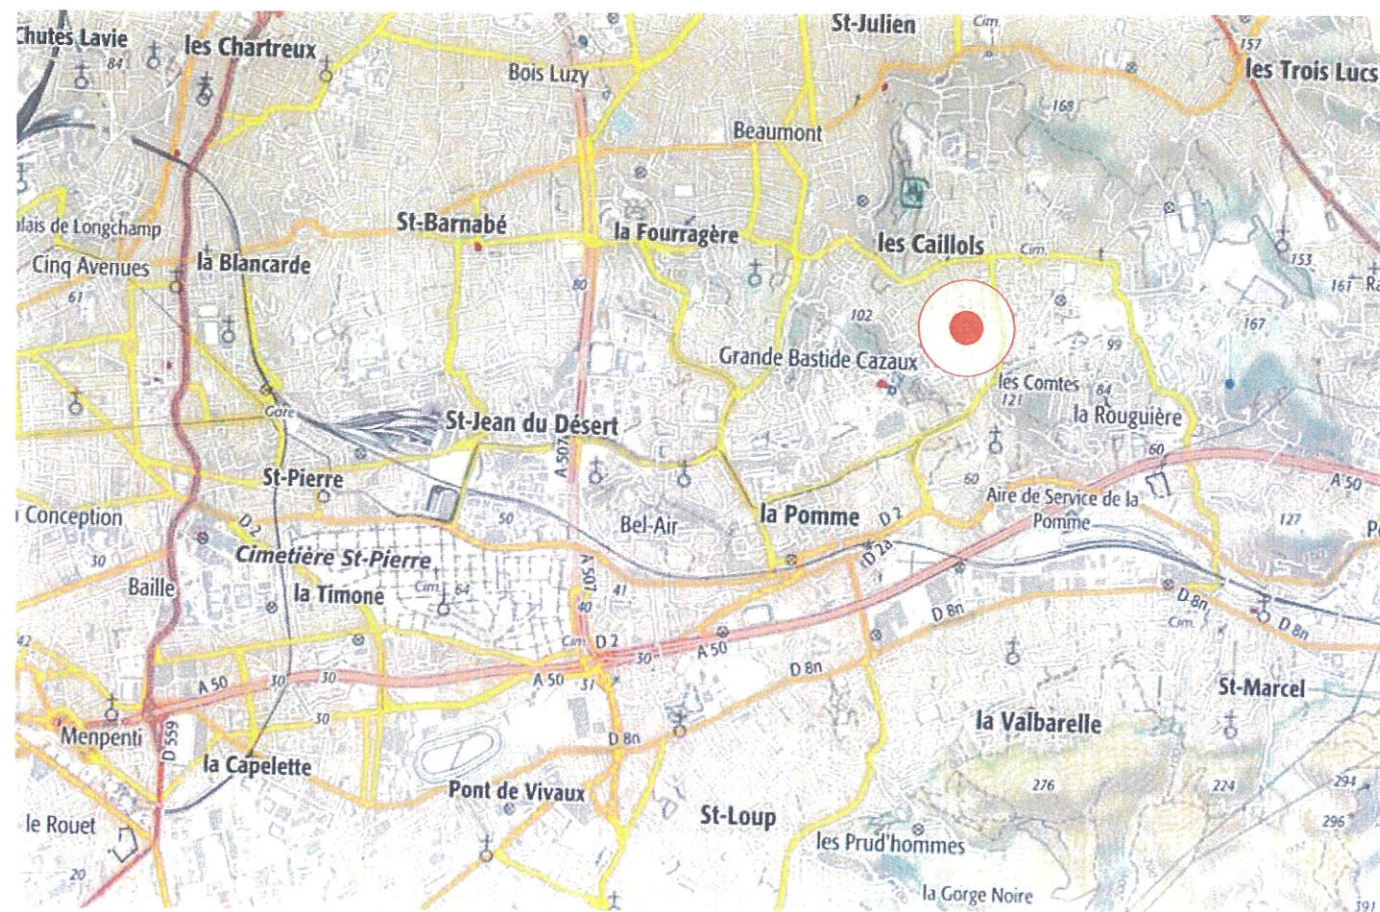 Chutes Lavie
84
les Chartreux
St-Julien
Cim.
157
les Trois Lucs
Bois Luzy
168
Beaumont
St-Barnabé
la Fourragère
les Caillols
Cim.
alais de Longchamp
Cinq Avenues
61
la Blancarde
80
153
161
Ra
102
167
Grande Bastide Cazaux
99
les Comtes
121
84
la Rouguière
Gare
St-Jean du Désert
A 507
60
St-Pierre
60
A 50
Conception
D 2
50
Bel-Air
la Pomme
D 2
Aire de Service de la
Pomme
127
Cimetière St-Pierre
D 2a
30
Baille
la Timone
Cim.
64
A 507
41
40
D 8n
D 8n
Cim.
D 8n
42
Cim.
D 2
30
A 50
A 50
30
30
A 50
31
D 8n
St-Marcel
30
Menpenti
D 559
D 8n
la Valbarelle
la Capelette
Pont de Vivaux
276
224
294
St-Loup
le Rouet
296
les Prud'hommes
20
la Gorge Noire
391